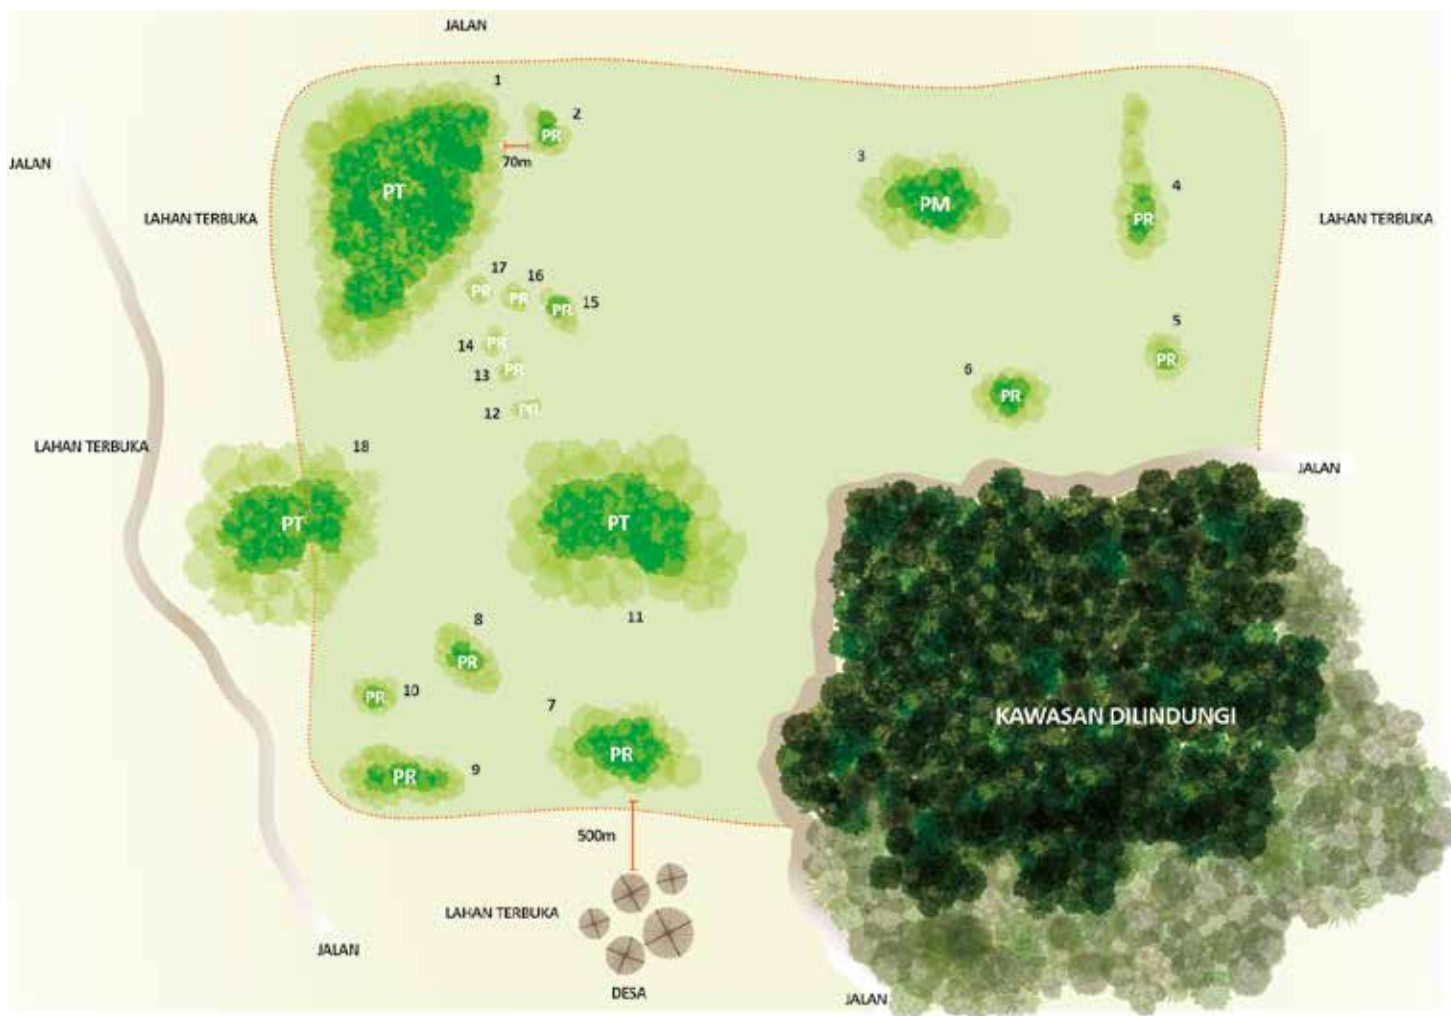 JALAN
1
2
PR
70m
JALAN
PT
3
PM
4
PR
LAHAN TERBUKA
LAHAN TERBUKA
17
PR
16
PR
15
PR
14
PR
13
PR
12
PR
5
PR
6
PR
LAHAN TERBUKA
18
PT
PT
11
JALAN
8
PR
10
PR
7
PR
9
PR
KAWASAN DILINDUNGI
500m
LAHAN TERBUKA
JALAN
DESA
JALAN